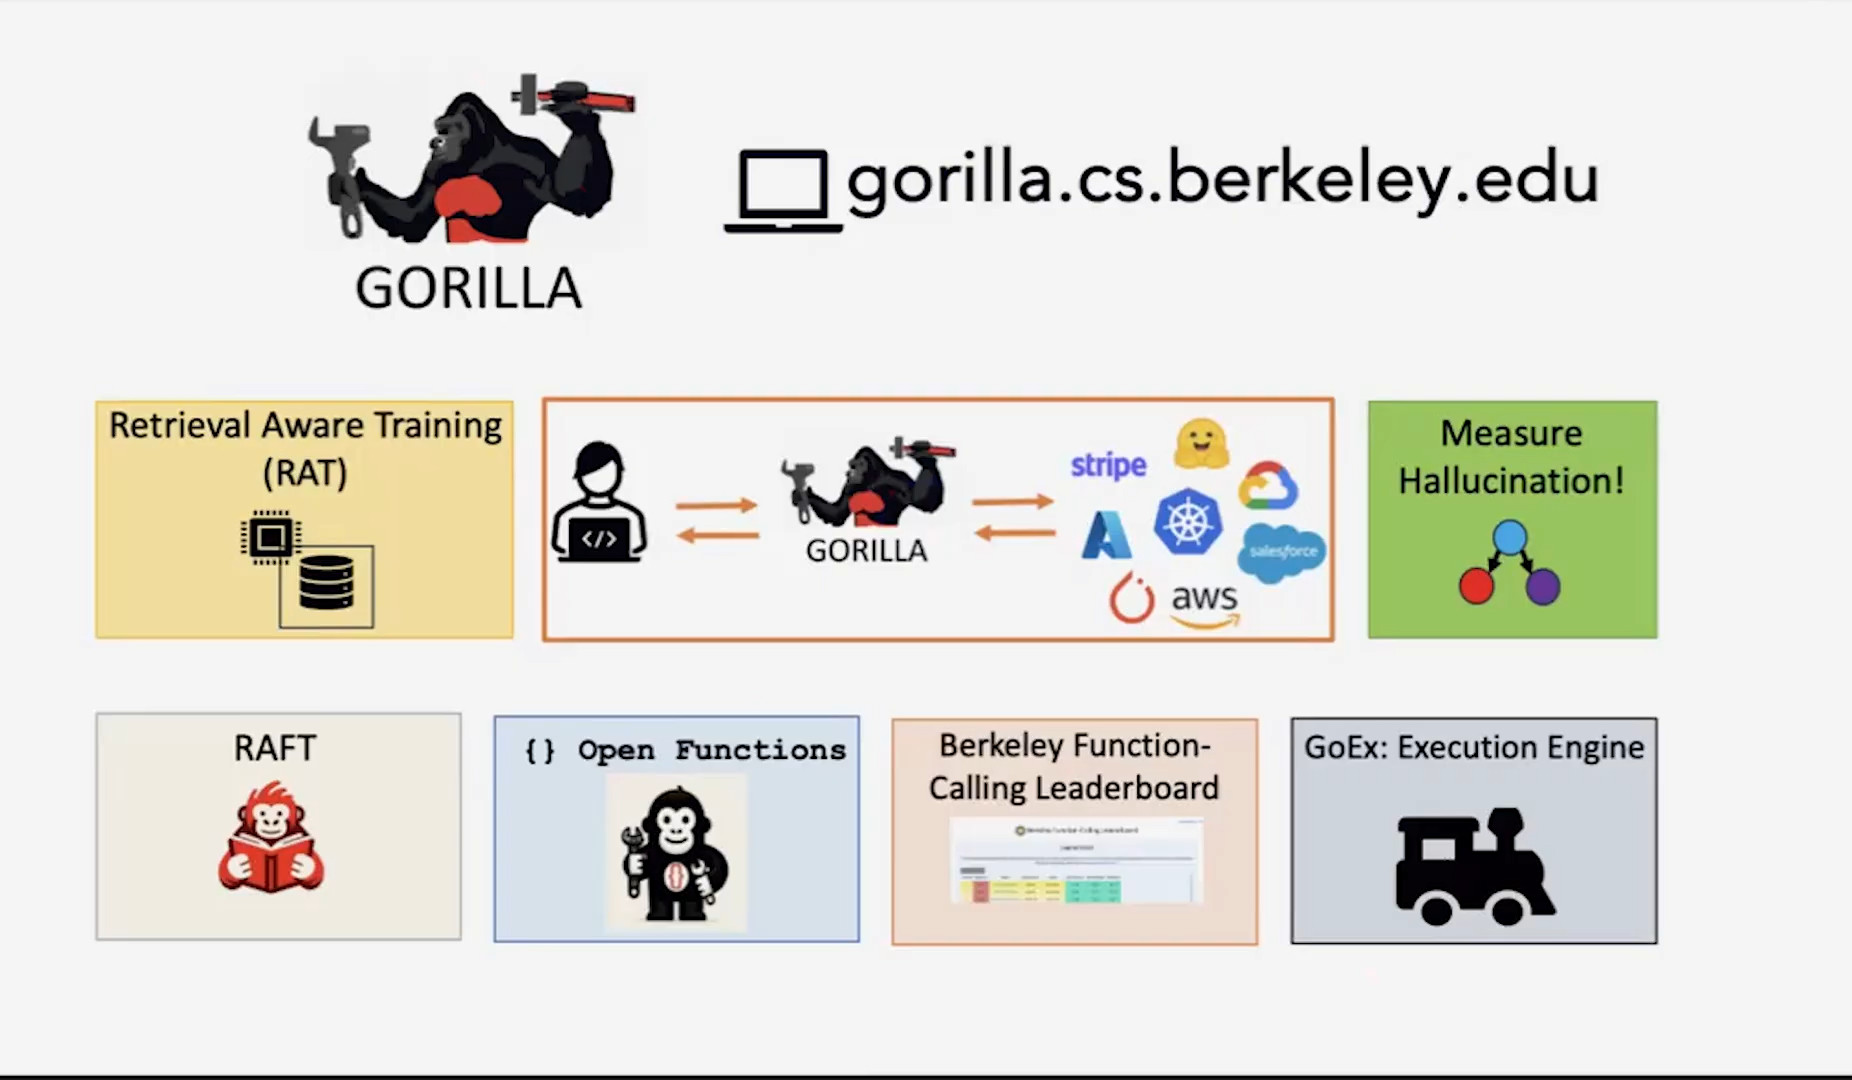 GORILLA
gorilla.cs.berkeley.edu
Retrieval Aware Training
(RAT)
</>
GORILLA
stripe
salesforce
aws
Measure
Hallucination!
RAFT
{} Open Functions
Berkeley Function-
Calling Leaderboard
GoEx: Execution Engine